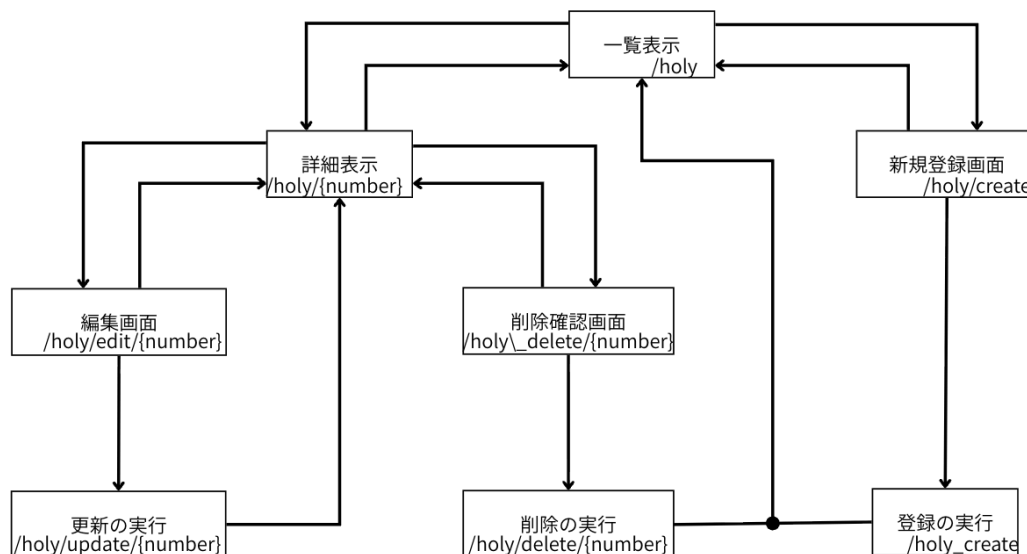 一覧表示
/holy
詳細表示
/holy/{number}
新規登録画面
/holy/create
編集画面
/holy/edit/{number}
削除確認画面
/holy\_delete/{number}
更新の実行
/holy/update/{number}
削除の実行
/holy/delete/{number}
登録の実行
/holy_create